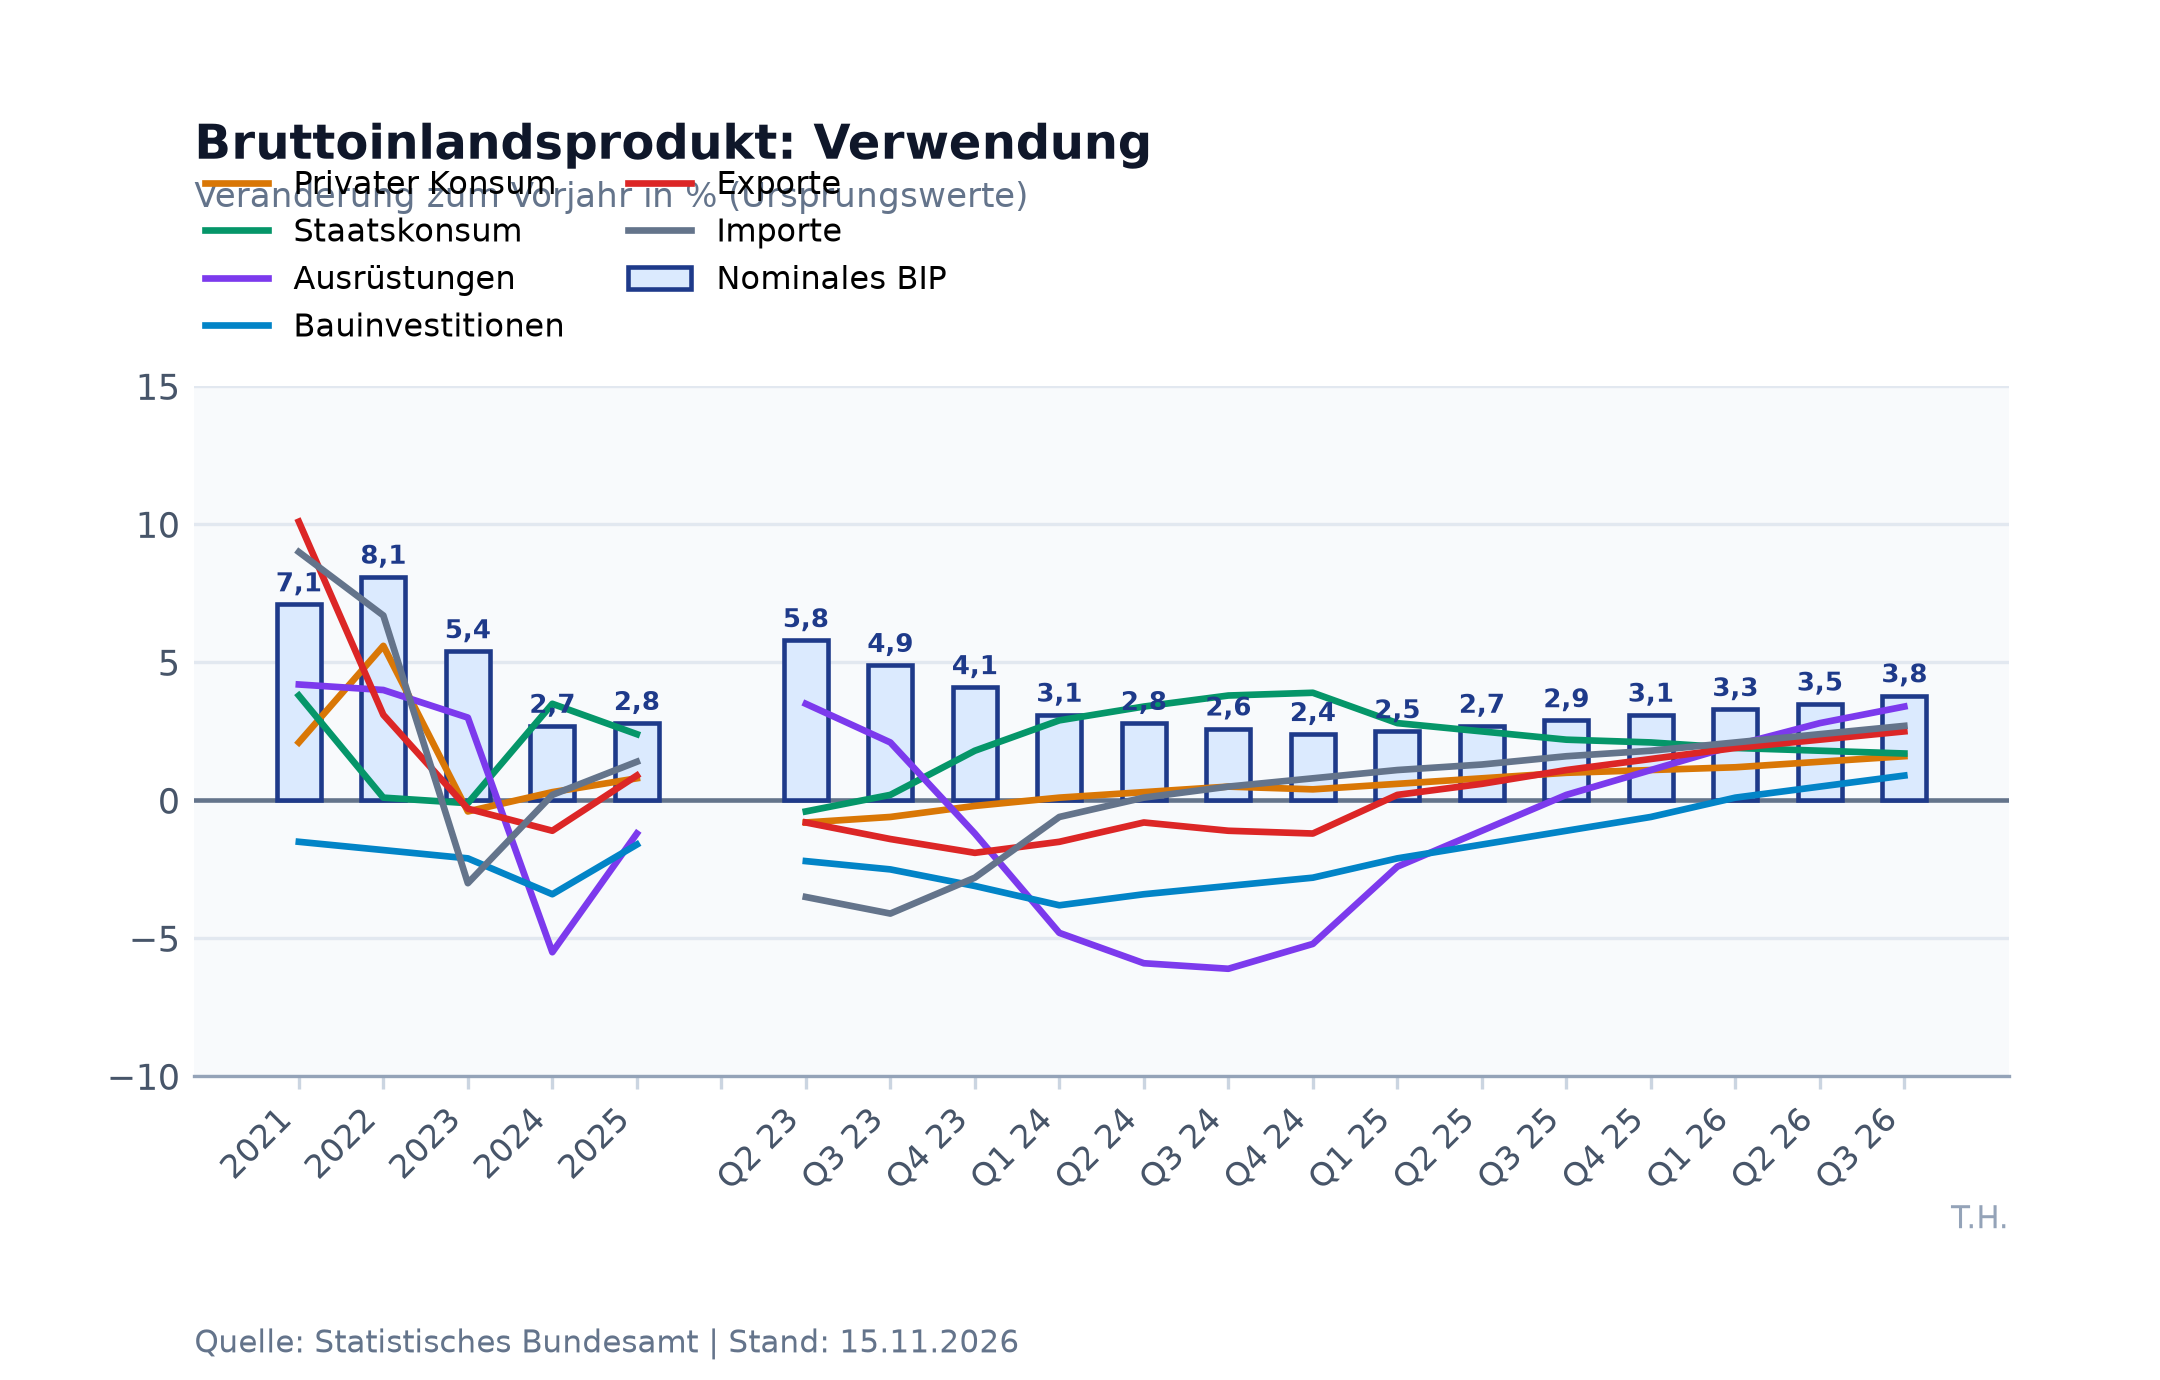 Bruttoinlandsprodukt: Verwendung
Veränderung zum Vorjahr in % (Ursprungswerte)
Privater Konsum
Staatskonsum
Ausrüstungen
Bauinvestitionen
Exporte
Importe
Nominales BIP
15
10
5
0
−5
−10
7,1 8,1 5,4 2,7 2,8 5,8 4,9 4,1 3,1 2,8 2,6 2,4 2,5 2,7 2,9 3,1 3,3 3,5 3,8
2021 2022 2023 2024 2025 Q2 23 Q3 23 Q4 23 Q1 24 Q2 24 Q3 24 Q4 24 Q1 25 Q2 25 Q3 25 Q4 25 Q1 26 Q2 26 Q3 26
T.H.
Quelle: Statistisches Bundesamt | Stand: 15.11.2026